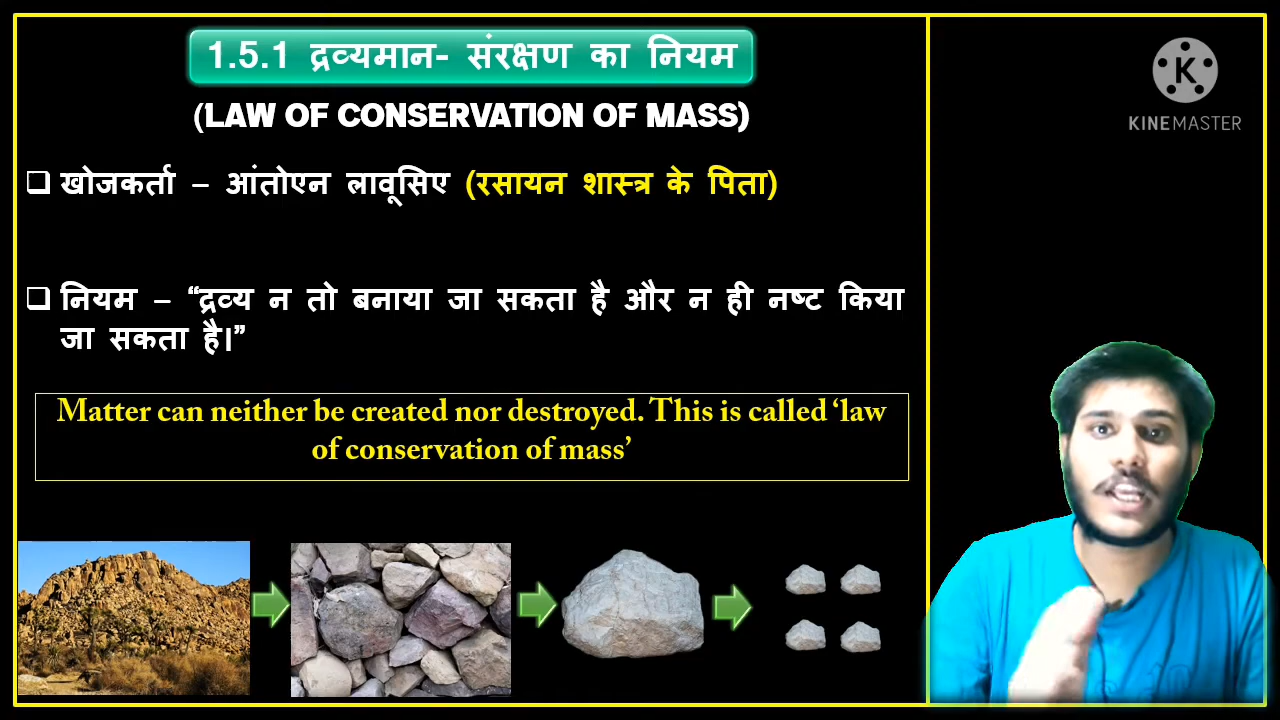 1.5.1 द्रव्यमान- संरक्षण का नियम
(LAW OF CONSERVATION OF MASS)
खोजकर्ता – आंतोएन लावूसिए (रसायन शास्त्र के पिता)
नियम – “द्रव्य न तो बनाया जा सकता है और न ही नष्ट किया
जा सकता है।”
Matter can neither be created nor destroyed. This is called ‘law
of conservation of mass’
K
KINEMASTER